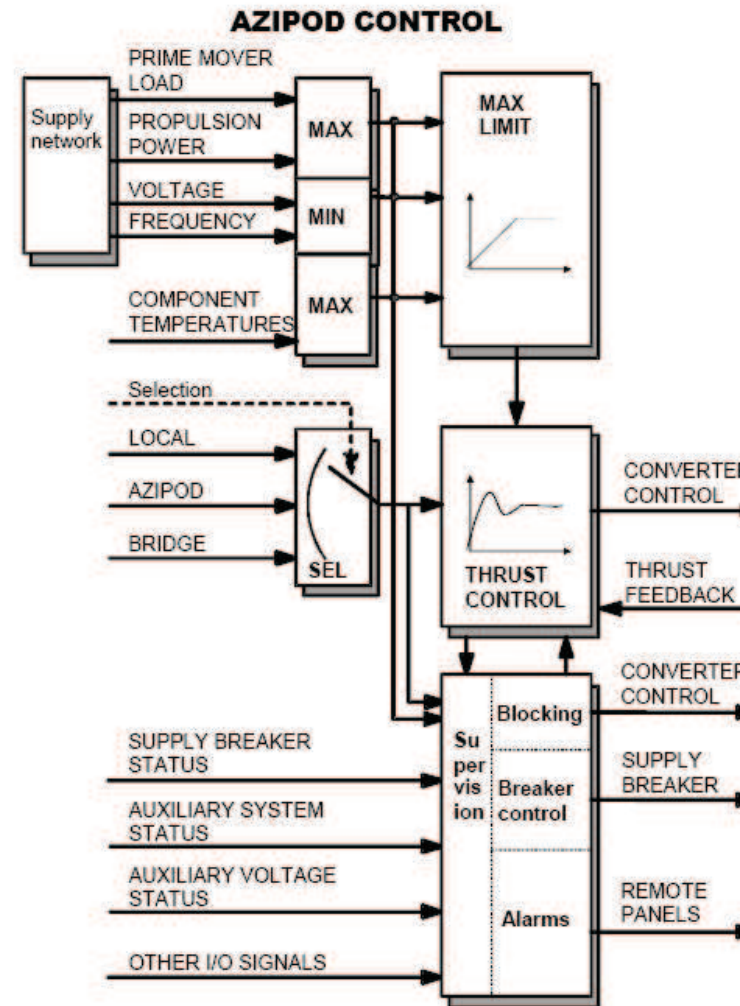 AZIPOD CONTROL
PRIME MOVER
LOAD
Supply
network
PROPULSION
POWER
VOLTAGE
FREQUENCY
MAX
MIN
MAX
MAX
LIMIT
COMPONENT
TEMPERATURES
Selection
LOCAL
AZIPOD
BRIDGE
SEL
THRUST
CONTROL
CONVERTER
CONTROL
THRUST
FEEDBACK
CONVERTER
CONTROL
SUPPLY
BREAKER
REMOTE
PANELS
Su
per
vis
ion
Blocking
Breaker
control
Alarms
SUPPLY BREAKER
STATUS
AUXILIARY SYSTEM
STATUS
AUXILIARY VOLTAGE
STATUS
OTHER I/O SIGNALS